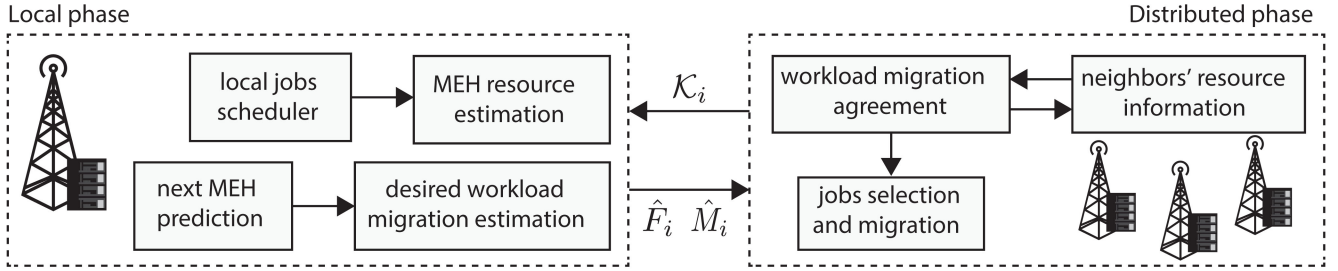 Local phase
local jobs
scheduler
MEH resource
estimation
next MEH
prediction
desired workload
migration estimation
𝒦ᵢ
F̂ᵢ M̂ᵢ
Distributed phase
workload migration
agreement
neighbors' resource
information
jobs selection
and migration